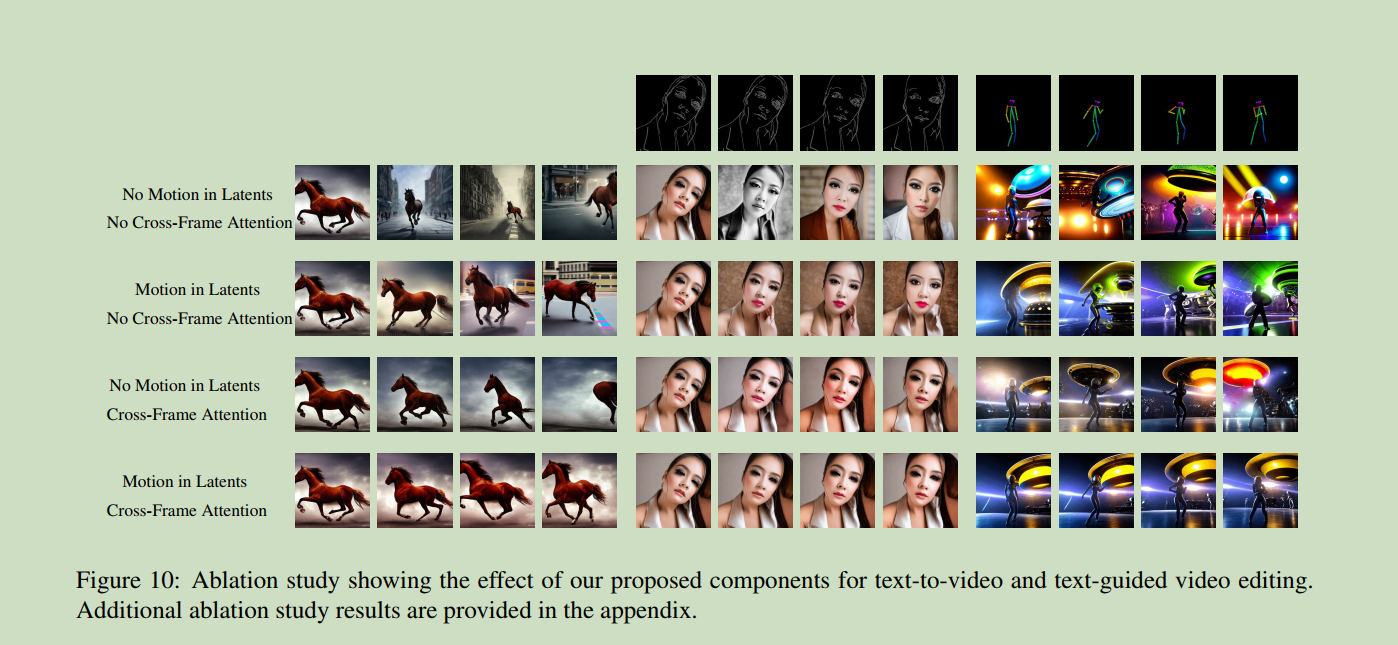 No Motion in Latents
No Cross-Frame Attention
Motion in Latents
No Cross-Frame Attention
No Motion in Latents
Cross-Frame Attention
Motion in Latents
Cross-Frame Attention
Figure 10: Ablation study showing the effect of our proposed components for text-to-video and text-guided video editing.
Additional ablation study results are provided in the appendix.